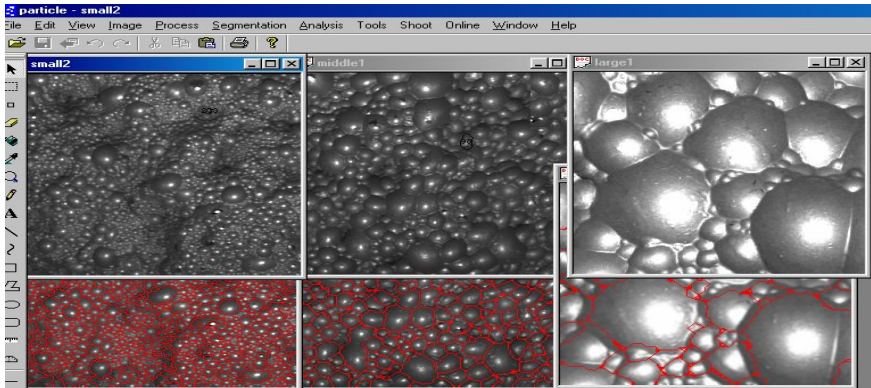 particle - small2
File Edit View Image Process Segmentation Analysis Tools Shoot Online Window Help
small2
middle1
large1
A